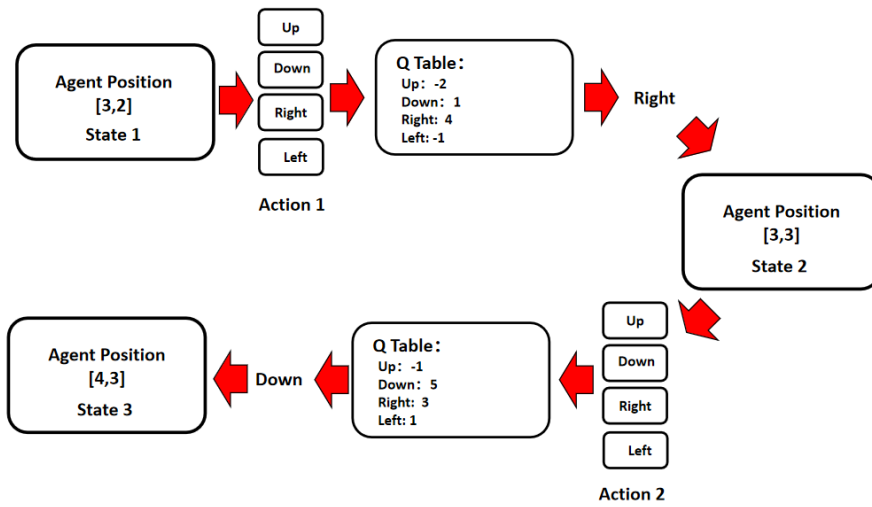 Agent Position
[3,2]
State 1
Up
Down
Right
Left
Action 1
Q Table：
Up： -2
Down： 1
Right: 4
Left: -1
Right
Agent Position
[3,3]
State 2
Up
Down
Right
Left
Action 2
Q Table：
Up： -1
Down： 5
Right： 3
Left: 1
Down
Agent Position
[4,3]
State 3